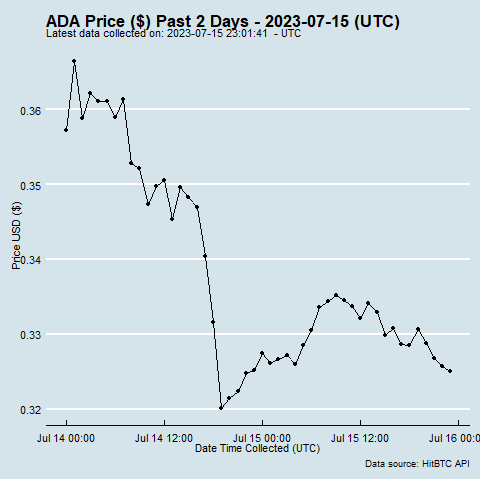 ADA Price ($) Past 2 Days - 2023-07-15 (UTC)
Latest data collected on: 2023-07-15 23:01:41 - UTC
0.36
0.35
0.34
0.33
0.32
Price USD ($)
Jul 14 00:00 Jul 14 12:00 Jul 15 00:00 Jul 15 12:00 Jul 16 00:
Date Time Collected (UTC)
Data source: HitBTC API